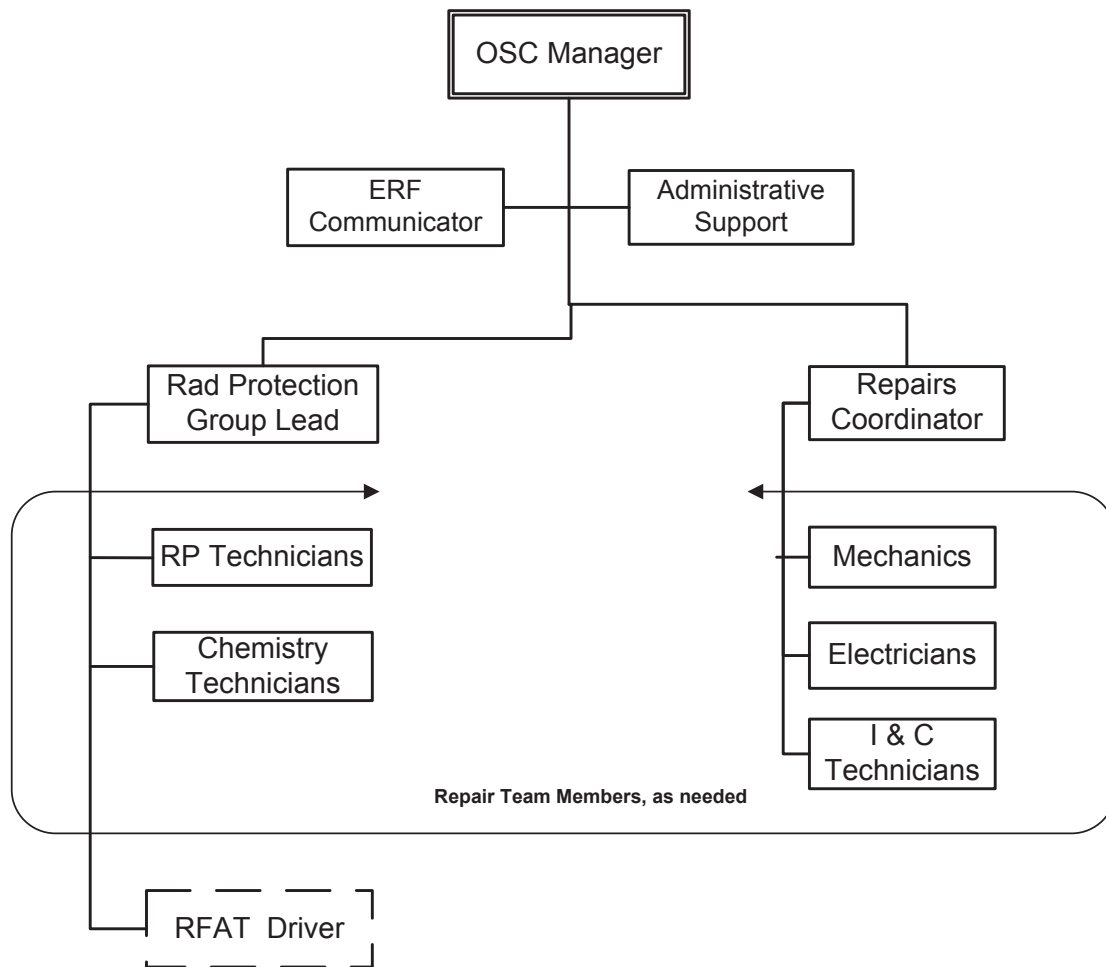 OSC Manager
ERF
Communicator
Administrative
Support
Rad Protection
Group Lead
Repairs
Coordinator
RP Technicians
Mechanics
Chemistry
Technicians
Electricians
I & C
Technicians
Repair Team Members, as needed
RFAT Driver